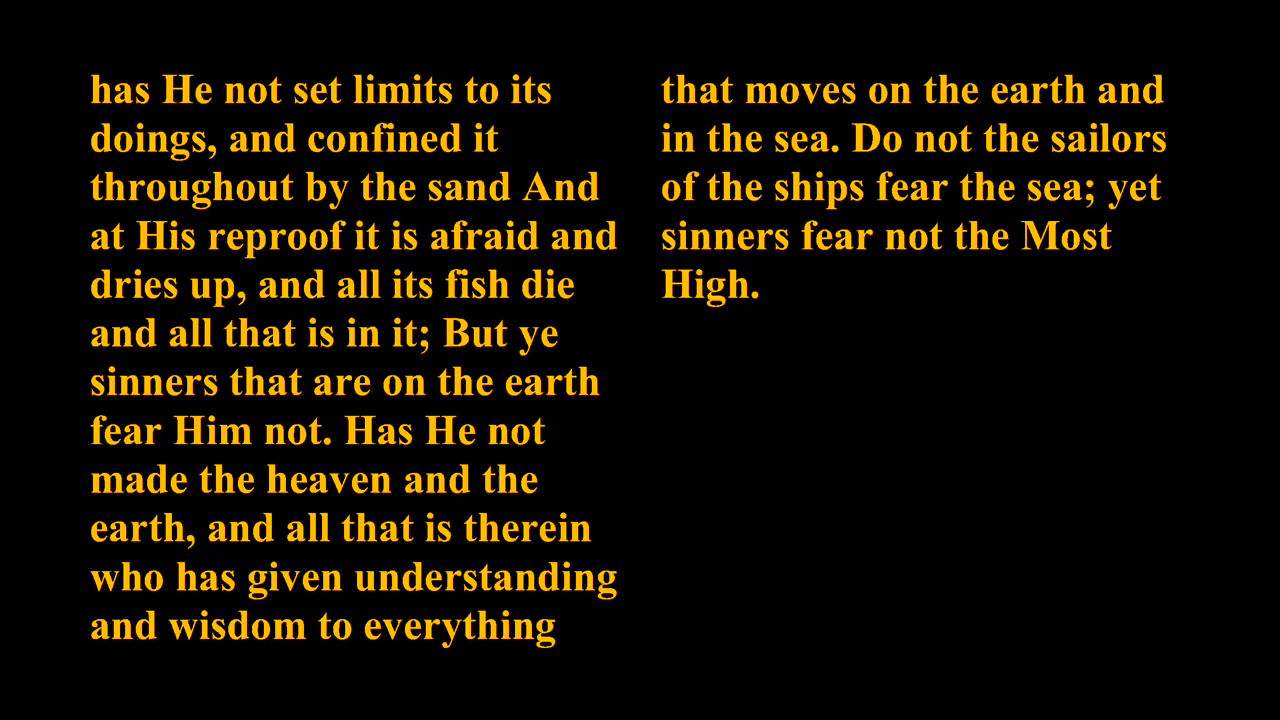 has He not set limits to its
doings, and confined it
throughout by the sand And
at His reproof it is afraid and
dries up, and all its fish die
and all that is in it; But ye
sinners that are on the earth
fear Him not. Has He not
made the heaven and the
earth, and all that is therein
who has given understanding
and wisdom to everything
that moves on the earth and
in the sea. Do not the sailors
of the ships fear the sea; yet
sinners fear not the Most
High.